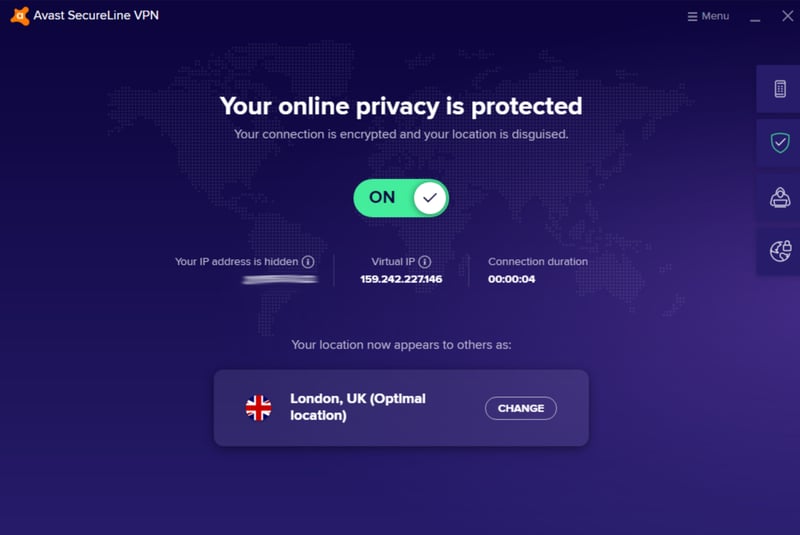 Avast SecureLine VPN
Menu
Your online privacy is protected
Your connection is encrypted and your location is disguised.
ON
Your IP address is hidden
Virtual IP
Connection duration
159.242.227.146
00:00:04
Your location now appears to others as:
London, UK (Optimal
location)
CHANGE